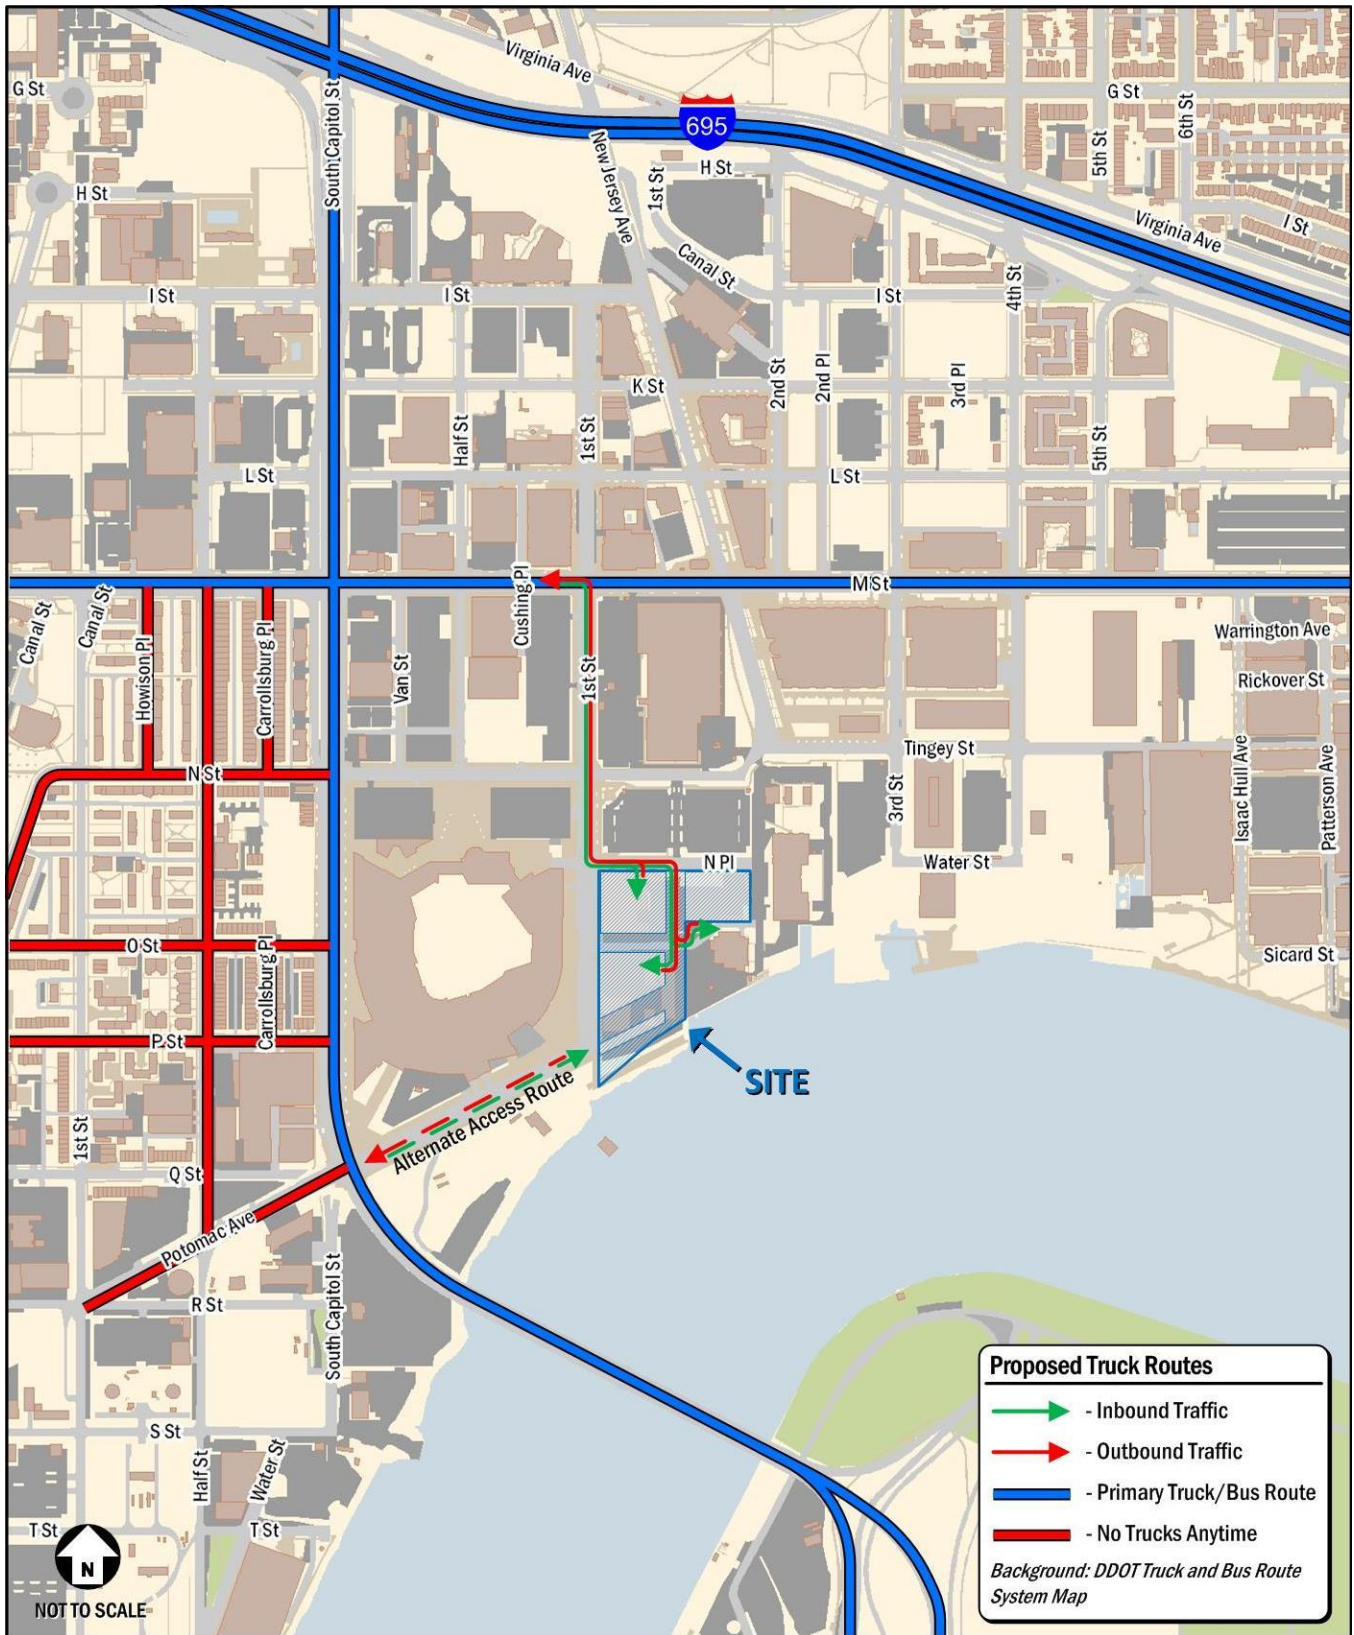 Virginia Ave
G St
G St
South Capitol St
695
6th St
5th St
New Jersey Ave
1st St
H St
H St
I St
Virginia Ave
Canal St
4th St
I St
I St
I St
K St
2nd St
2nd Pl
3rd Pl
Half St
1st St
5th St
L St
L St
Cushing Pl
M St
Canal St
Canal St
Howison Pl
Carrollsburg Pl
Van St
1st St
Warrington Ave
Rickover St
N St
Tingey St
3rd St
Isaac Hull Ave
Patterson Ave
N Pl
Water St
O St
Carrollsburg Pl
Sicard St
P St
SITE
Alternate Access Route
1st St
Q St
Potomac Ave
South Capitol St
R St
S St
Half St
Water St
T St
T St
N
NOT TO SCALE
Proposed Truck Routes
- Inbound Traffic
- Outbound Traffic
- Primary Truck/Bus Route
- No Trucks Anytime
Background: DDOT Truck and Bus Route
System Map